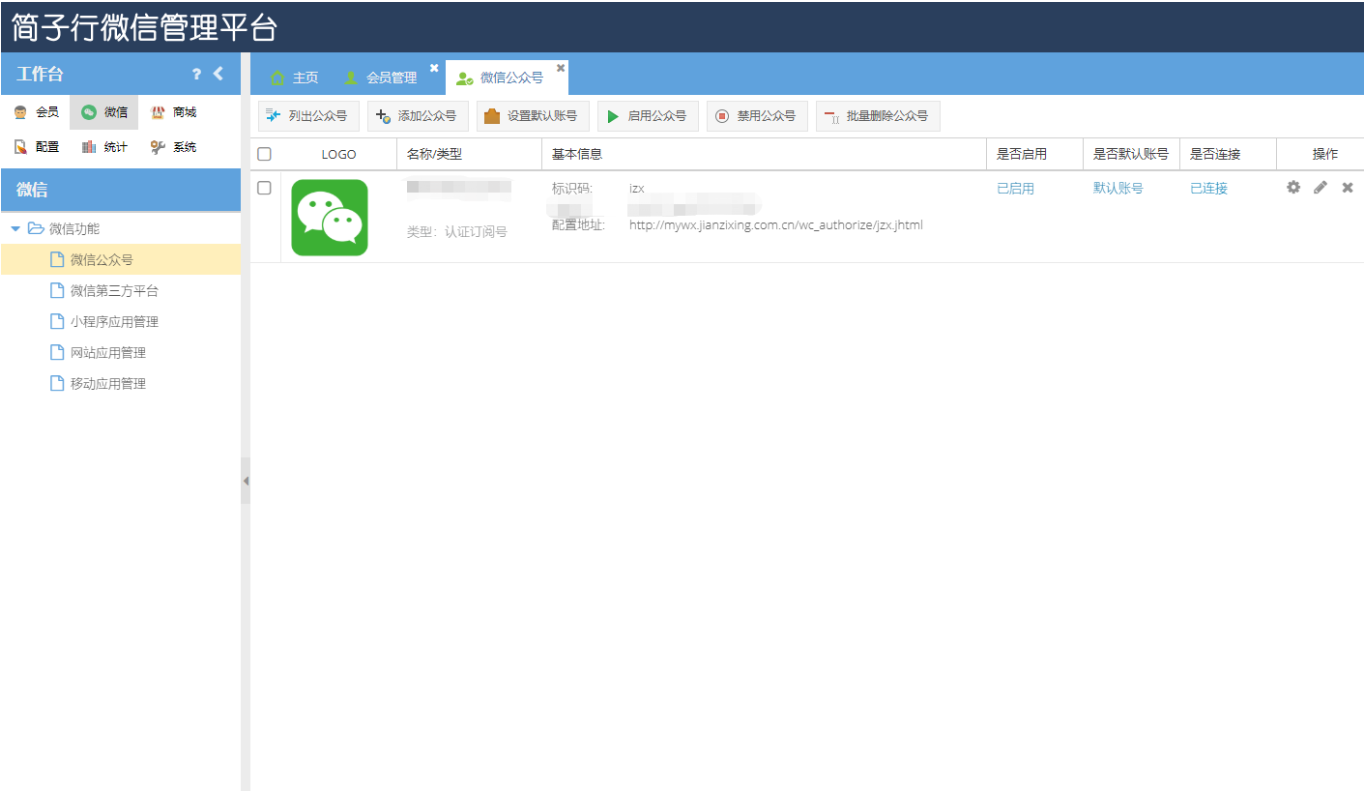 简子行微信管理平台
工作台 ?
主页 会员管理 微信公众号
会员 微信 商城
列出公众号 添加公众号 设置默认账号 启用公众号 禁用公众号 批量删除公众号
配置 统计 系统
LOGO 名称/类型 基本信息 是否启用 是否默认账号 是否连接 操作
微信
标识码: jzx 已启用 默认账号 已连接
类型：认证订阅号
配置地址: http://mywx.jianzixing.com.cn/wc_authorize/jzx.jhtml
微信功能
微信公众号
微信第三方平台
小程序应用管理
网站应用管理
移动应用管理